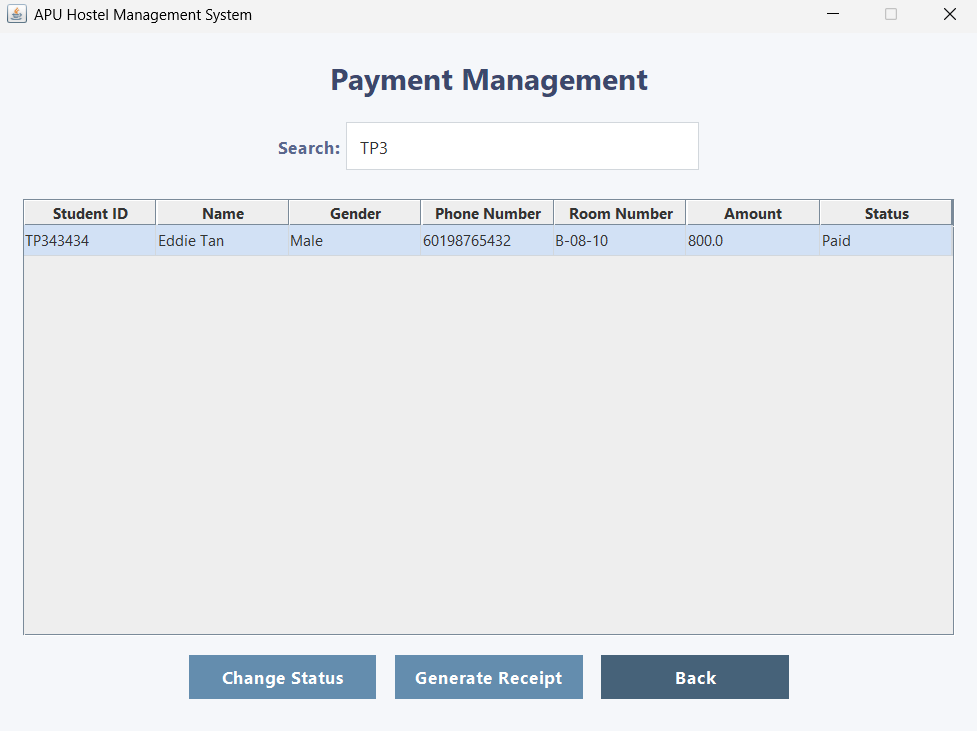 APU Hostel Management System
Payment Management
Search: TP3
Student ID Name Gender Phone Number Room Number Amount Status
TP343434 Eddie Tan Male 60198765432 B-08-10 800.0 Paid
Change Status Generate Receipt Back